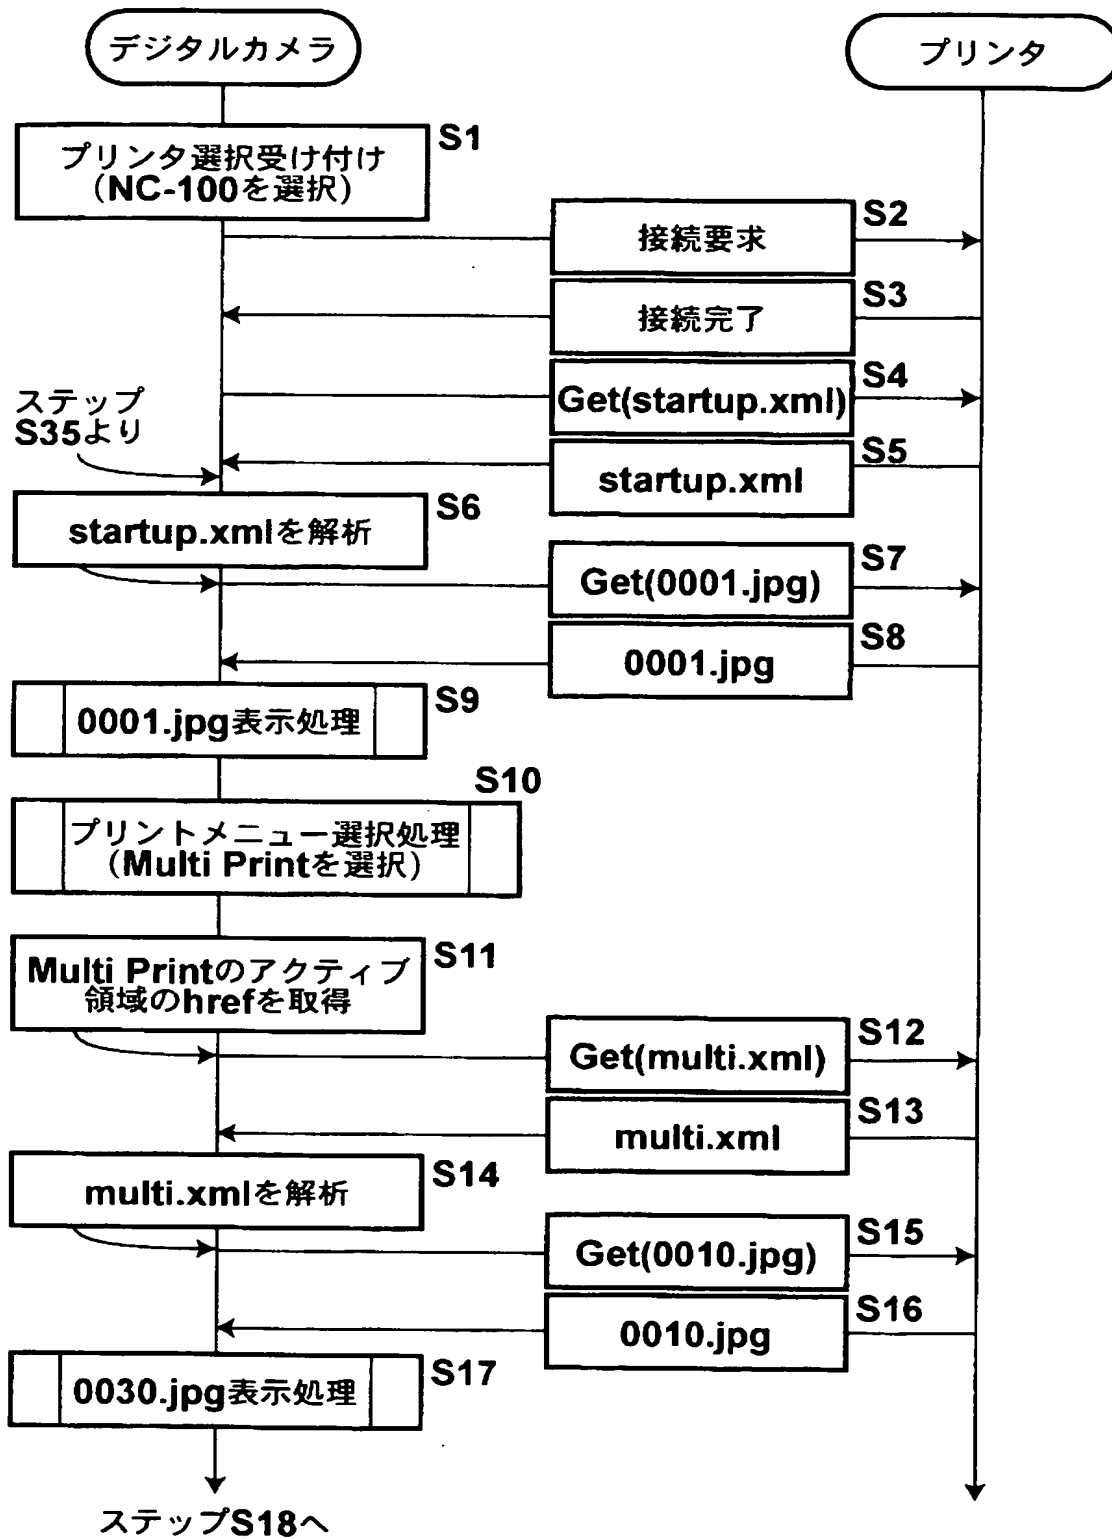 デジタルカメラ
プリンタ
S1
プリンタ選択受け付け
（NC-100を選択）
S2
接続要求
S3
接続完了
S4
Get(startup.xml)
ステップ
S35より
S5
startup.xml
S6
startup.xmlを解析
S7
Get(0001.jpg)
S8
0001.jpg
S9
0001.jpg表示処理
S10
プリントメニュー選択処理
（Multi Printを選択）
S11
Multi Printのアクティブ
領域のhrefを取得
S12
Get(multi.xml)
S13
multi.xml
S14
multi.xmlを解析
S15
Get(0010.jpg)
S16
0010.jpg
S17
0030.jpg表示処理
ステップS18へ